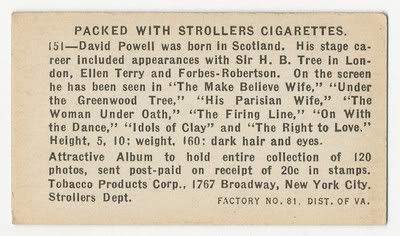 PACKED WITH STROLLERS CIGARETTES.
151—David Powell was born in Scotland. His stage ca-
reer included appearances with Sir H. B. Tree in Lon-
don, Ellen Terry and Forbes-Robertson. On the screen
he has been seen in "The Make Believe Wife," "Under
the Greenwood Tree," "His Parisian Wife," "The
Woman Under Oath," "The Firing Line," "On With
the Dance," "Idols of Clay" and "The Right to Love."
Height, 5, 10; weight, 160: dark hair and eyes.
Attractive Album to hold entire collection of 120
photos, sent post-paid on receipt of 20c in stamps.
Tobacco Products Corp., 1767 Broadway, New York City.
Strollers Dept. FACTORY NO. 81, DIST. OF VA.